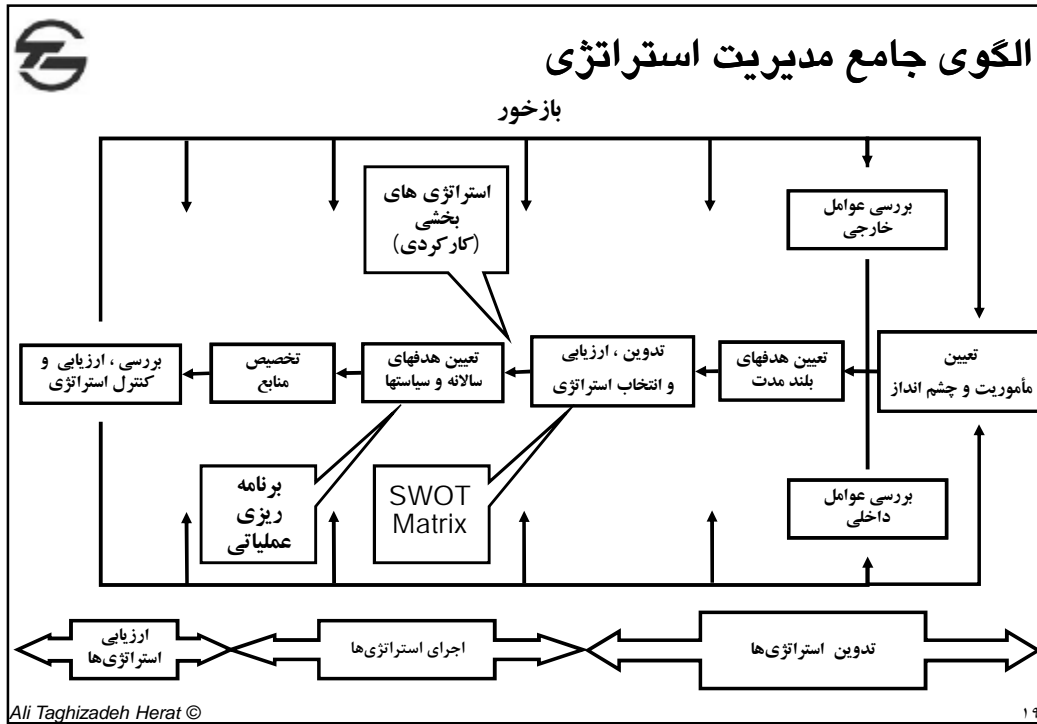 الگوی جامع مدیریت استراتژی
بازخور
استراتژی های
بخشی
(کارکردی)
بررسی عوامل
خارجی
تعیین
مأموریت و چشم انداز
تعیین هدفهای
بلند مدت
تدوین ، ارزیابی
و انتخاب استراتژی
تعیین هدفهای
سالانه و سیاستها
تخصیص
منابع
بررسی ، ارزیابی و
کنترل استراتژی
بررسی عوامل
داخلی
SWOT
Matrix
برنامه
ریزی
عملیاتی
تدوین استراتژی‌ها
اجرای استراتژی‌ها
ارزیابی
استراتژی‌ها
Ali Taghizadeh Herat ©
۱۹